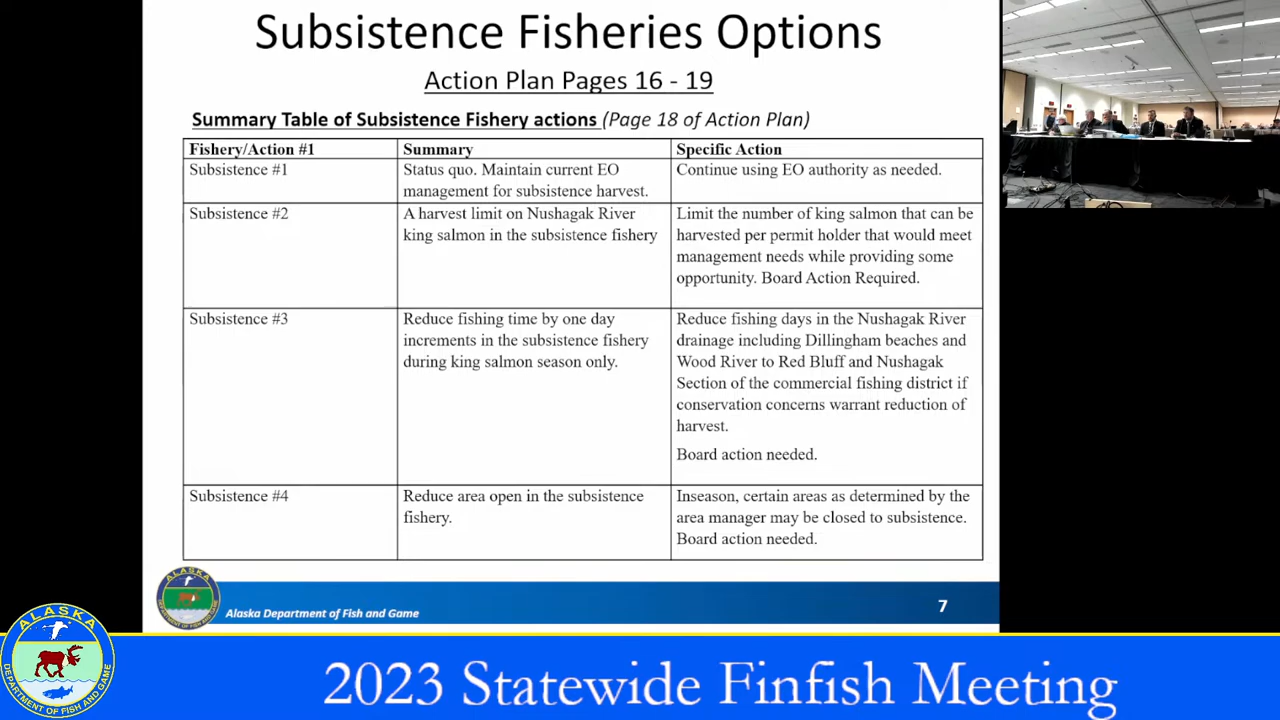 Subsistence Fisheries Options
Action Plan Pages 16 - 19
Summary Table of Subsistence Fishery actions (Page 18 of Action Plan)
Fishery/Action #1 Summary Specific Action
Subsistence #1
Status quo. Maintain current EO
management for subsistence harvest.
Continue using EO authority as needed.
Subsistence #2
A harvest limit on Nushagak River
king salmon in the subsistence fishery
Limit the number of king salmon that can be
harvested per permit holder that would meet
management needs while providing some
opportunity. Board Action Required.
Subsistence #3
Reduce fishing time by one day
increments in the subsistence fishery
during king salmon season only.
Reduce fishing days in the Nushagak River
drainage including Dillingham beaches and
Wood River to Red Bluff and Nushagak
Section of the commercial fishing district if
conservation concerns warrant reduction of
harvest.
Board action needed.
Subsistence #4
Reduce area open in the subsistence
fishery.
Inseason, certain areas as determined by the
area manager may be closed to subsistence.
Board action needed.
ALASKA
Alaska Department of Fish and Game
7
ALASKA
DEPARTMENT OF FISH AND GAME
2023 Statewide Finfish Meeting